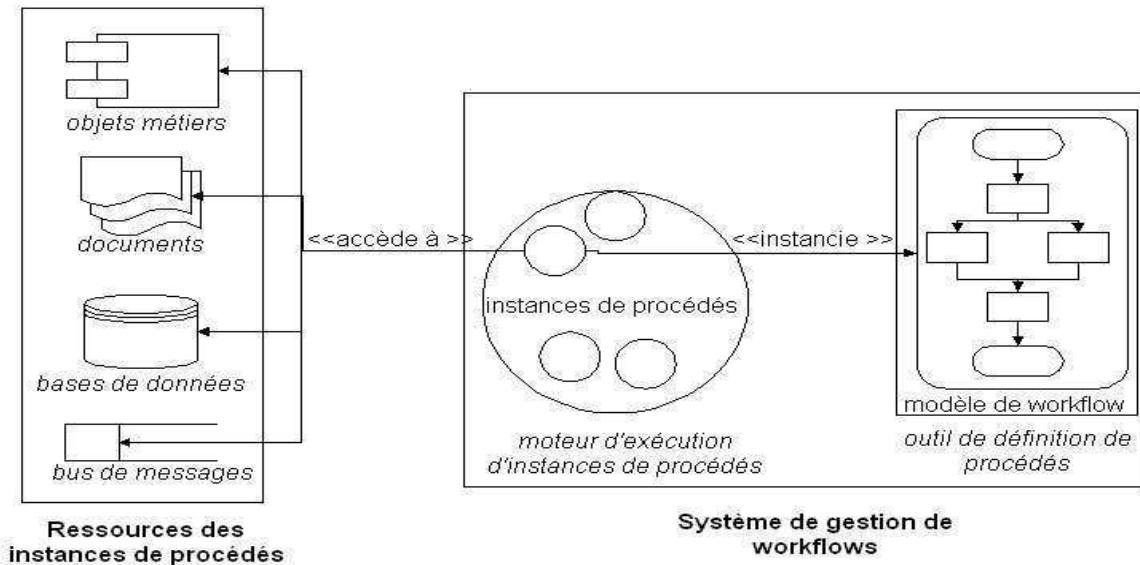 objets métiers
documents
bases de données
bus de messages
Ressources des
instances de procédés
<<accède à >>
<<instancie >>
instances de procédés
moteur d'exécution
d'instances de procédés
modèle de workflow
outil de définition de
procédés
Système de gestion de
workflows